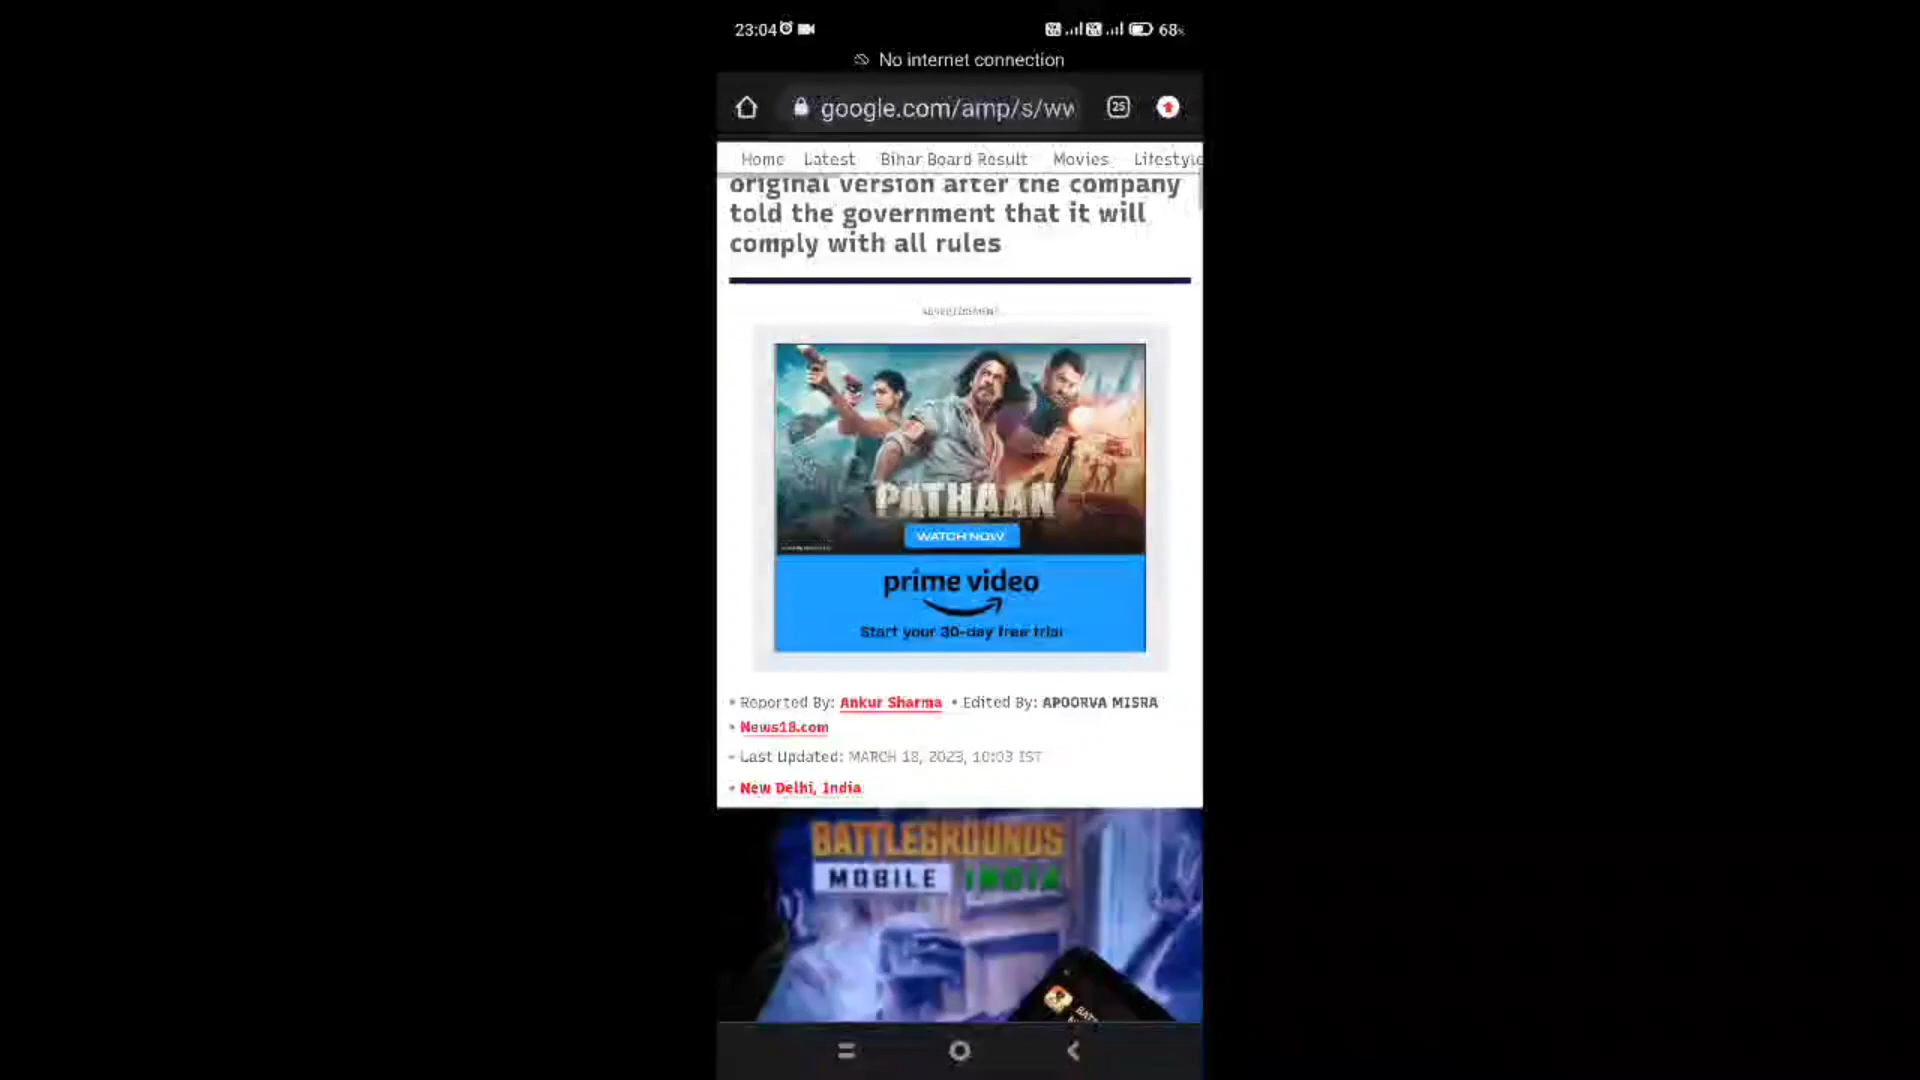 23:04 68%
No internet connection
google.com/amp/s/ww
25
Home Latest Bihar Board Result Movies Lifestyle
original version after the company
told the government that it will
comply with all rules
ADVERTISEMENT
PATHAAN
WATCH NOW
prime video
Start your 30-day free trial
• Reported By: Ankur Sharma • Edited By: APOORVA MISRA
• News18.com
• Last Updated: MARCH 18, 2023, 10:03 IST
• New Delhi, India
BATTLEGROUNDS
MOBILE INDIA